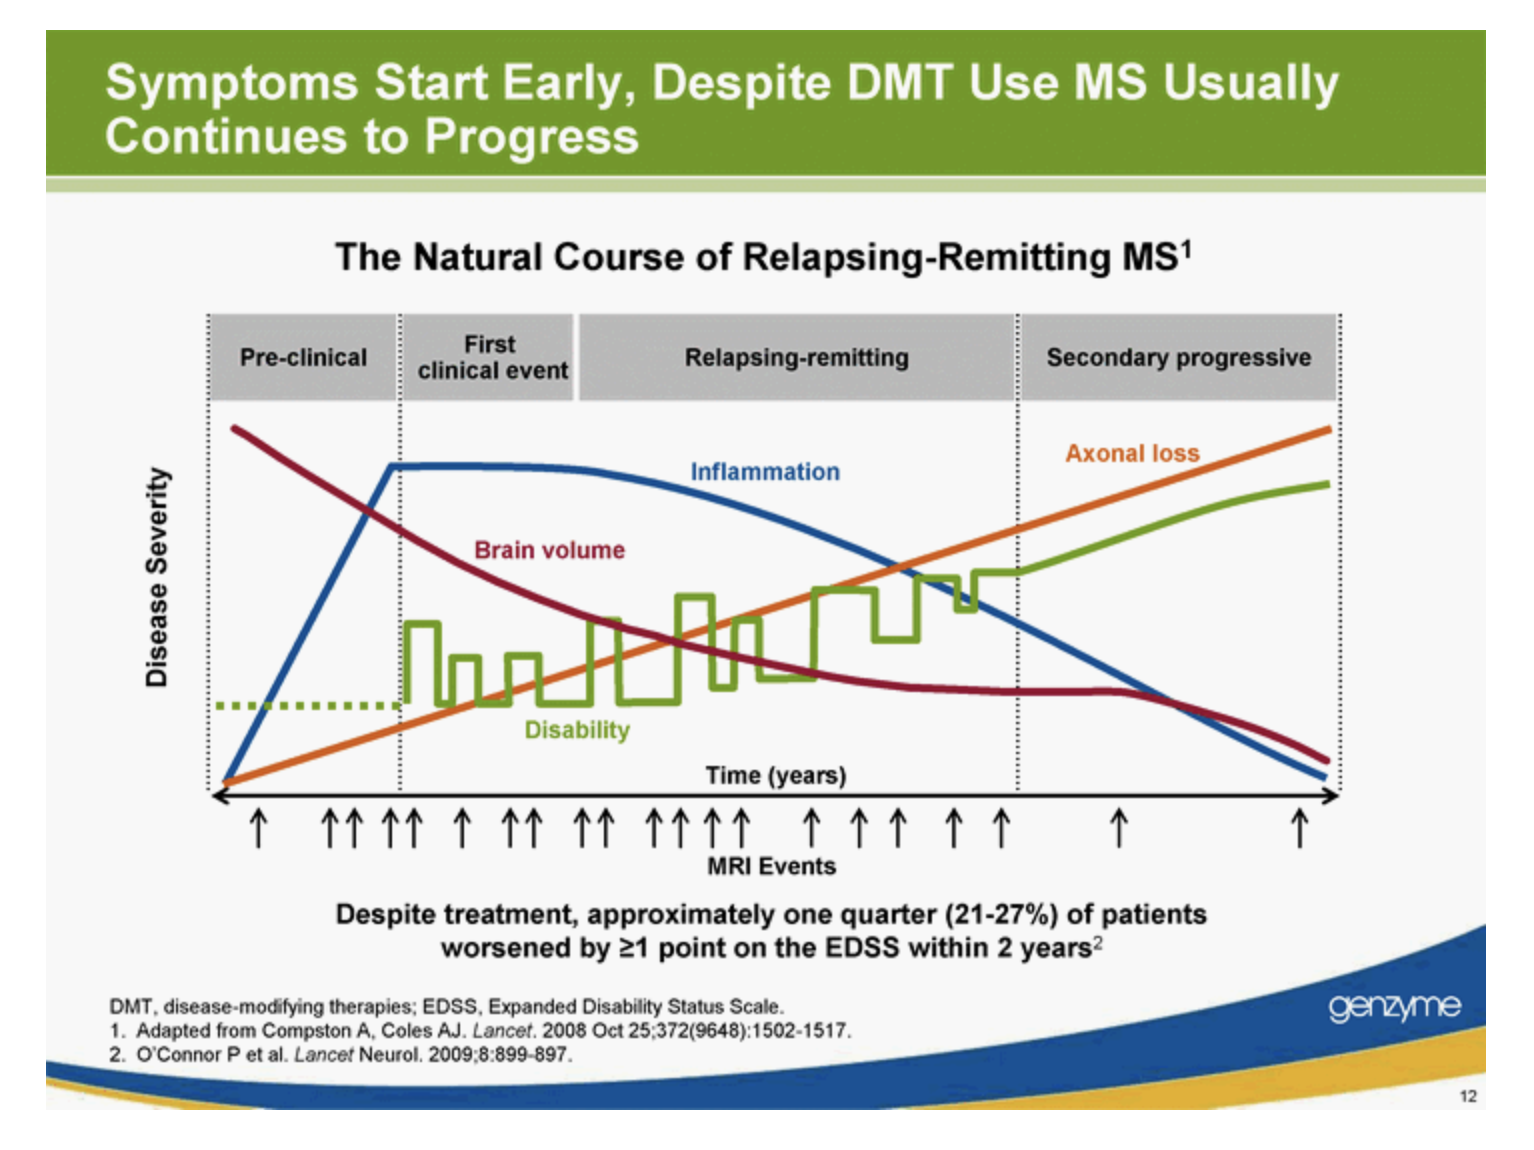 Symptoms Start Early, Despite DMT Use MS Usually
Continues to Progress
The Natural Course of Relapsing-Remitting MS¹
Pre-clinical
First
clinical event
Relapsing-remitting
Secondary progressive
Disease Severity
Axonal loss
Inflammation
Brain volume
Disability
Time (years)
MRI Events
Despite treatment, approximately one quarter (21-27%) of patients
worsened by ≥1 point on the EDSS within 2 years²
DMT, disease-modifying therapies; EDSS, Expanded Disability Status Scale.
1. Adapted from Compston A, Coles AJ. Lancet. 2008 Oct 25;372(9648):1502-1517.
2. O'Connor P et al. Lancet Neurol. 2009;8:899-897.
genzyme
12